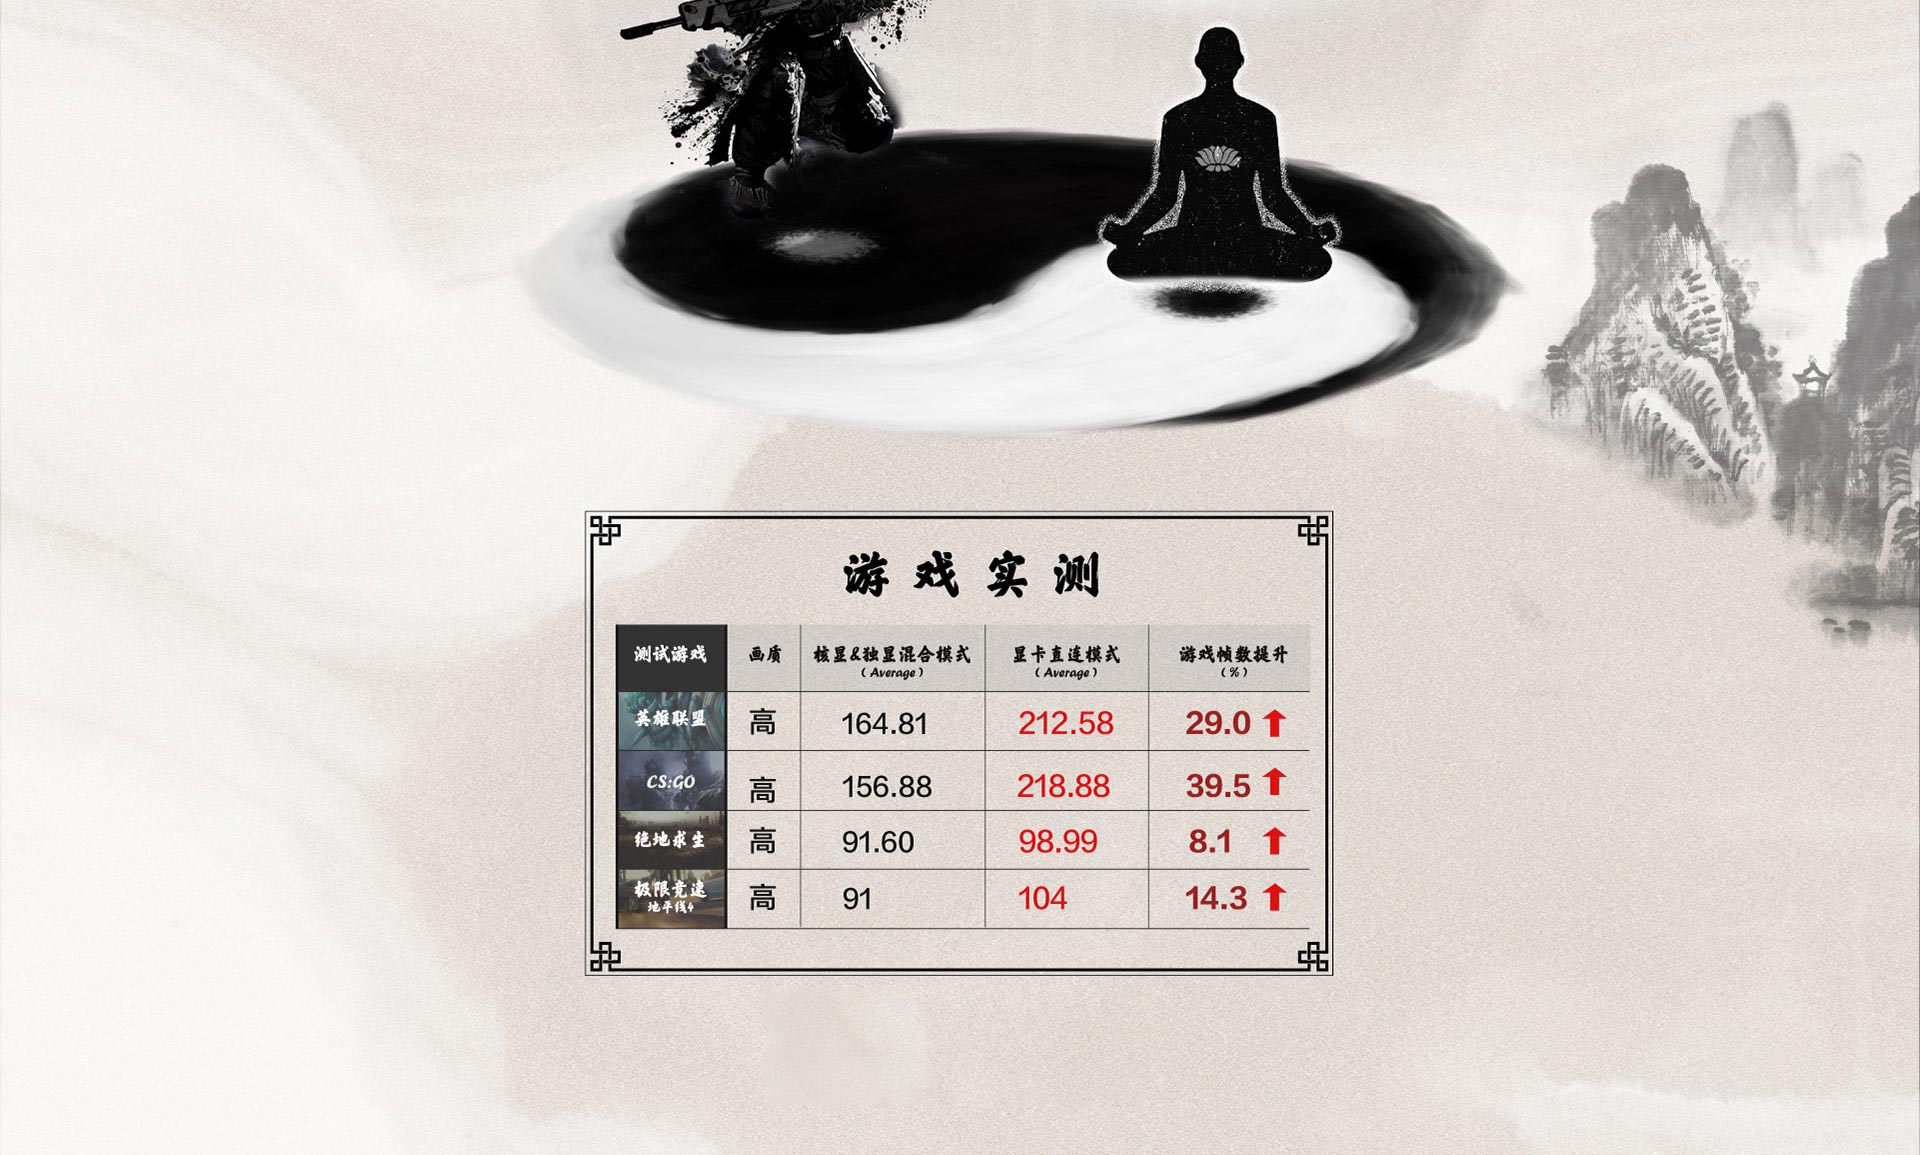 游戏实测
测试游戏 画质 核显&独显混合模式 显卡直连模式 游戏帧数提升
(Average) (Average) (%)
英雄联盟 高 164.81 212.58 29.0
CS:GO 高 156.88 218.88 39.5
绝地求生 高 91.60 98.99 8.1
极限竞速 高 91 104 14.3
地平线4